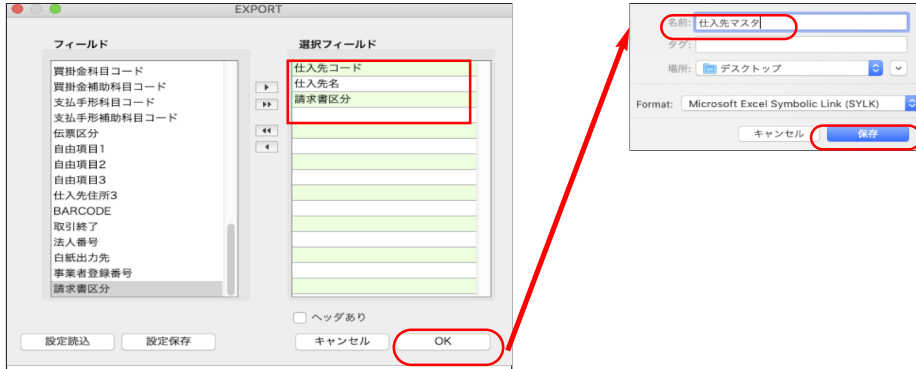 EXPORT
フィールド
買掛金科目コード
買掛金補助科目コード
支払手形科目コード
支払手形補助科目コード
伝票区分
自由項目1
自由項目2
自由項目3
仕入先住所3
BARCODE
取引終了
法人番号
白紙出力先
事業者登録番号
請求書区分
選択フィールド
仕入先コード
仕入先名
請求書区分
ヘッダあり
設定読込
設定保存
キャンセル
OK
名前: 仕入先マスタ
タグ:
場所: デスクトップ
Format: Microsoft Excel Symbolic Link (SYLK)
キャンセル
保存